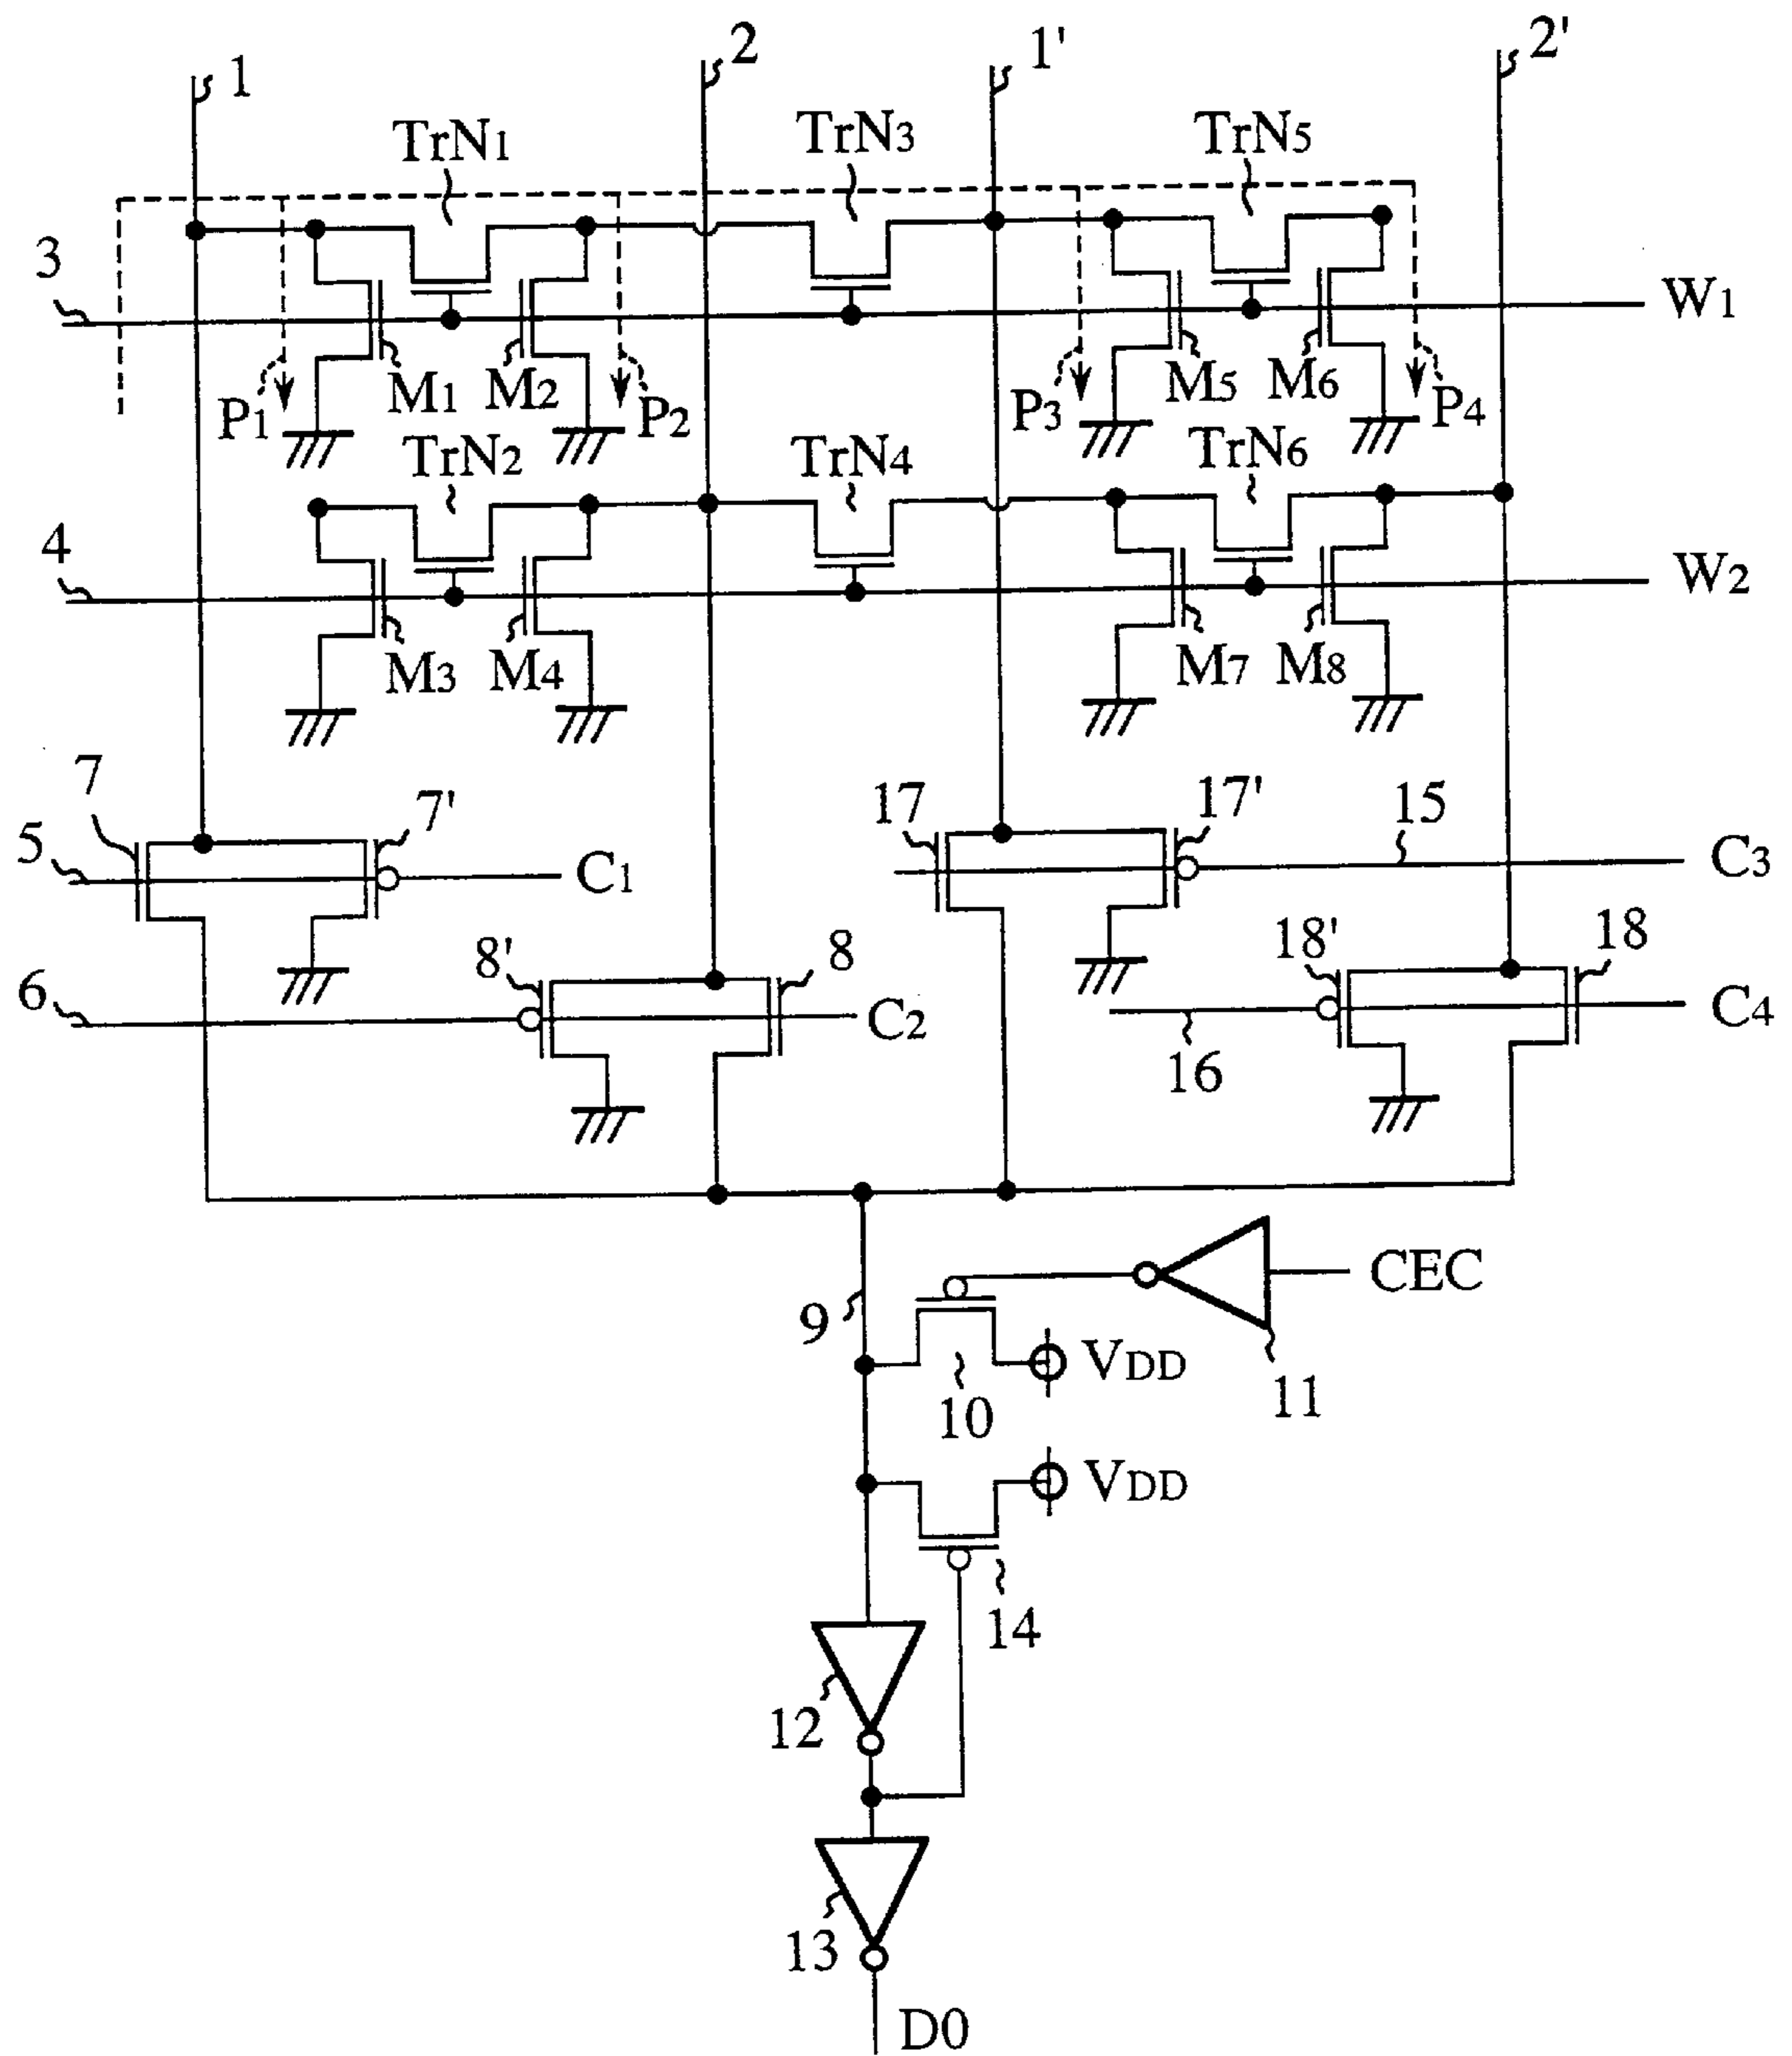 1 2 1' 2'
TrN1 TrN3 TrN5
3 W1
M1 M2 M5 M6
P1 P2 P3 P4
TrN2 TrN4 TrN6
4 W2
M3 M4 M7 M8
7 7' 17 17' 15
5 C1 C3
8' 8 18' 18
6 C2 C4
16
CEC
9
VDD
10 11
VDD
14
12
13
D0